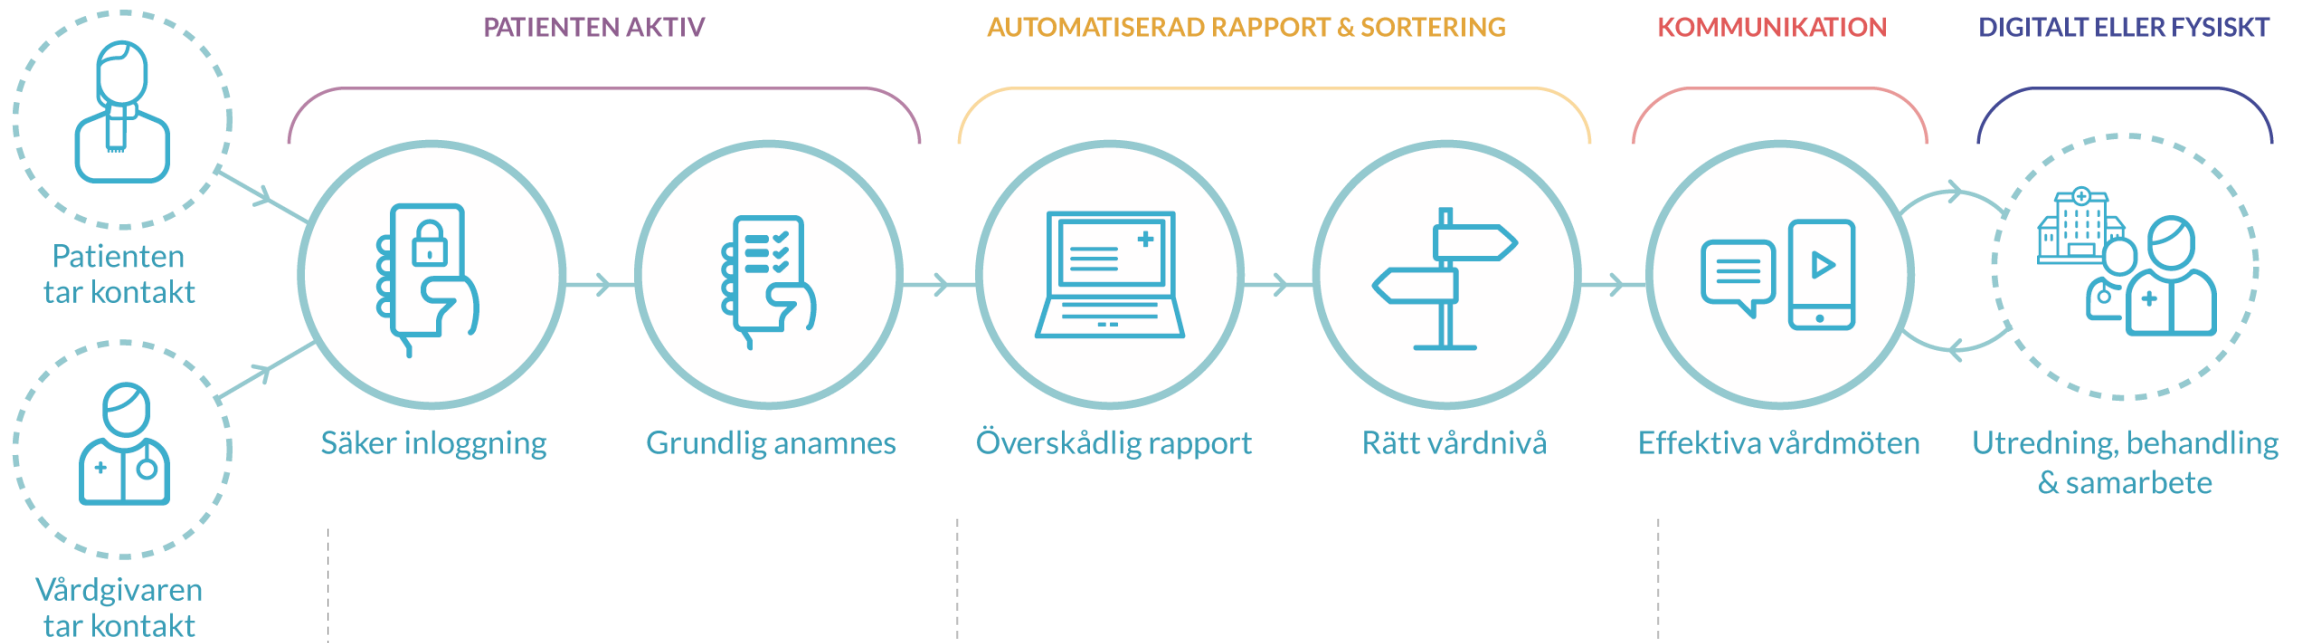 PATIENTEN AKTIV
AUTOMATISERAD RAPPORT & SORTERING
KOMMUNIKATION
DIGITALT ELLER FYSISKT
Patienten
tar kontakt
Vårdgivaren
tar kontakt
Säker inloggning
Grundlig anamnes
Överskådlig rapport
Rätt vårdnivå
Effektiva vårdmöten
Utredning, behandling
& samarbete